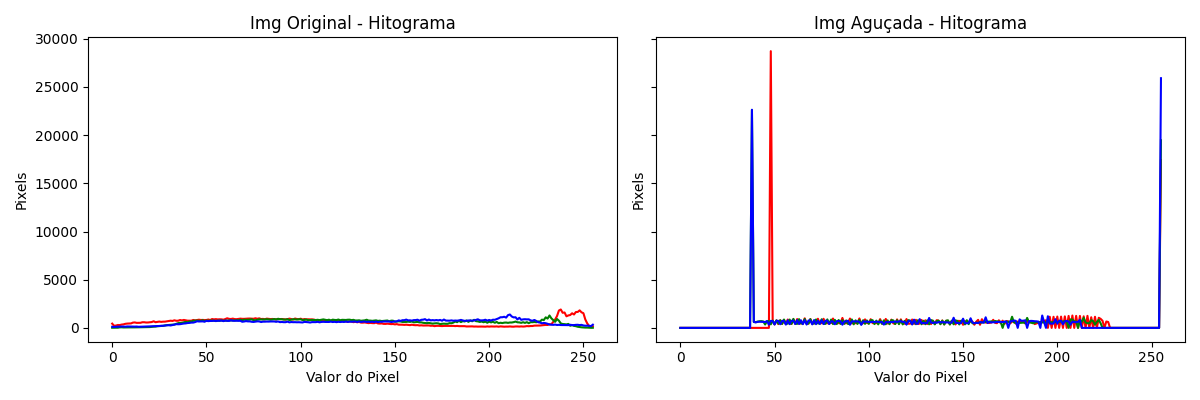 Img Original - Hitograma
Img Aguçada - Hitograma
30000
25000
20000
15000
10000
5000
0
Pixels
Pixels
0 50 100 150 200 250
0 50 100 150 200 250
Valor do Pixel
Valor do Pixel